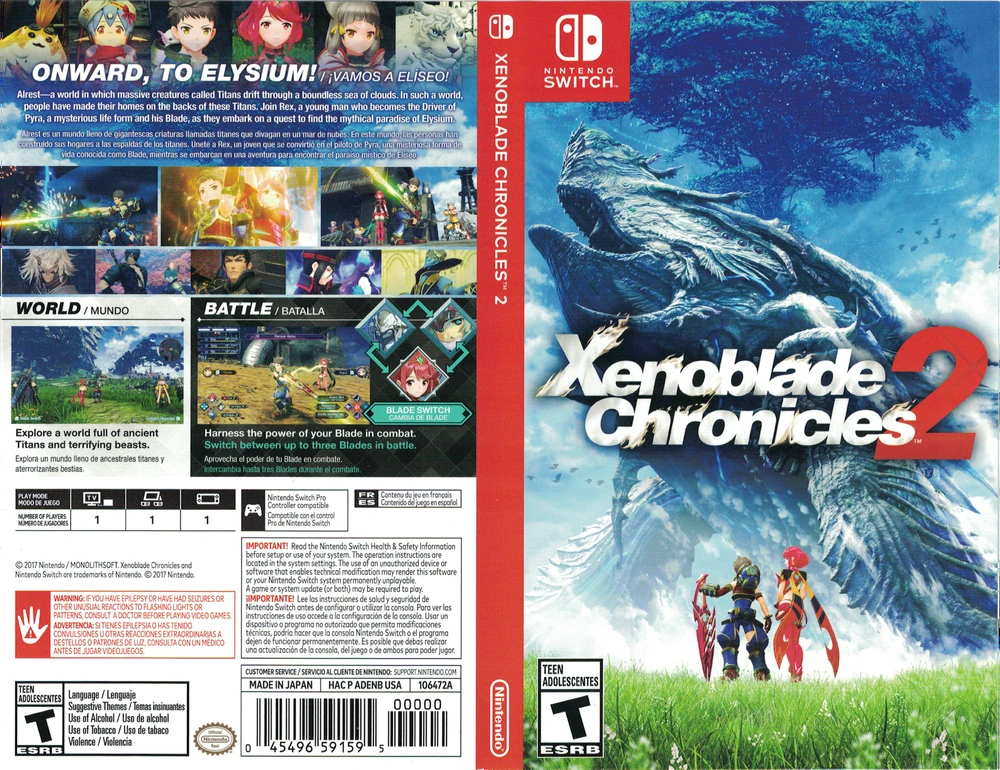 ONWARD, TO ELYSIUM! / ¡VAMOS A ELÍSEO!
Alrest—a world in which massive creatures called Titans drift through a boundless sea of clouds. In such a world,
people have made their homes on the backs of these Titans. Join Rex, a young man who becomes the Driver of
Pyra, a mysterious life form and his Blade, as they embark on a quest to find the mythical paradise of Elysium.
Alrest es un mundo lleno de gigantescas criaturas llamadas titanes que divagan en un mar de nubes. En este mundo, las personas han
construido sus hogares a las espaldas de los titanes. Únete a Rex, un joven que se convirtió en el piloto de Pyra, una misteriosa forma de
vida conocida como Blade, mientras se embarcan en una aventura para encontrar el paraíso místico de Elíseo.
WORLD / MUNDO
Explore a world full of ancient
Titans and terrifying beasts.
Explora un mundo lleno de ancestrales titanes y
aterrorizantes bestias.
BATTLE / BATALLA
BLADE SWITCH
CAMBIA DE BLADE
Harness the power of your Blade in combat.
Switch between up to three Blades in battle.
Aprovecha el poder de tu Blade en combate.
Intercambia hasta tres Blades durante el combate.
PLAY MODE
MODO DE JUEGO
TV
NUMBER OF PLAYERS
NÚMERO DE JUGADORES
1
1
1
Nintendo Switch Pro
Controller compatible
Compatible con el control
Pro de Nintendo Switch
FR
ES
Contenu du jeu en français
Contenido del juego en español
© 2017 Nintendo / MONOLITHSOFT. Xenoblade Chronicles and
Nintendo Switch are trademarks of Nintendo. © 2017 Nintendo.
WARNING: IF YOU HAVE EPILEPSY OR HAVE HAD SEIZURES OR
OTHER UNUSUAL REACTIONS TO FLASHING LIGHTS OR
PATTERNS, CONSULT A DOCTOR BEFORE PLAYING VIDEO GAMES.
ADVERTENCIA: SI TIENES EPILEPSIA O HAS TENIDO
CONVULSIONES U OTRAS REACCIONES EXTRAORDINARIAS A
DESTELLOS O PATRONES DE LUZ, CONSULTA CON UN MÉDICO
ANTES DE JUGAR VIDEOJUEGOS.
IMPORTANT! Read the Nintendo Switch Health & Safety Information
before setup or use of your system. The operation instructions are
located in the system settings. The use of an unauthorized device or
software that enables technical modification may render this software
or your Nintendo Switch system permanently unplayable.
A game or system update (or both) may be required to play.
¡IMPORTANTE! Lee las instrucciones de salud y seguridad de
Nintendo Switch antes de configurar o utilizar la consola. Para ver las
instrucciones de uso accede a la configuración de la consola. Usar un
dispositivo o programa no autorizado que permita modificaciones
técnicas, podría hacer que la consola Nintendo Switch o el programa
dejen de funcionar permanentemente. Es posible que debas realizar
una actualización de la consola, del juego o de ambos para poder jugar.
CUSTOMER SERVICE / SERVICIO AL CLIENTE DE NINTENDO: SUPPORT.NINTENDO.COM
MADE IN JAPAN
HAC P ADENB USA
106472A
TEEN
ADOLESCENTES
T
ESRB
Language / Lenguaje
Suggestive Themes / Temas insinuantes
Use of Alcohol / Uso de alcohol
Use of Tobacco / Uso de tabaco
Violence / Violencia
Official
Nintendo
Seal
00000
0 45496 59159 5
XENOBLADE CHRONICLES™ 2
Nintendo
NINTENDO
SWITCH™
Xenoblade
Chronicles™ 2
TEEN
ADOLESCENTES
T
ESRB